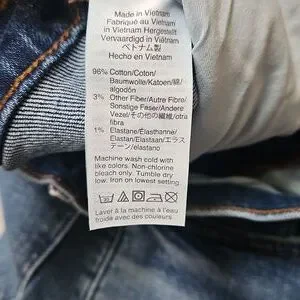 Made in Vietnam
Fabriqué au Vietnam
in Vietnam Hergestellt
Vervaardigd in Vietnam
ベトナム製
Hecho en Vietnam
96% Cotton/Coton/
Baumwolle/Katoen/綿/
algodón
3% Other Fiber/Autre Fibre/
Sonstige Faser/Andere
Vezel/その他の繊維/otra
fibra
1% Elastane/Élasthanne/
Elastan/Elastaan/エラス
テーン/elastano
Machine wash cold with
like colors. Non-chlorine
bleach only. Tumble dry
low. Iron on lowest setting
Laver à la machine à l'eau
froide avec des couleurs